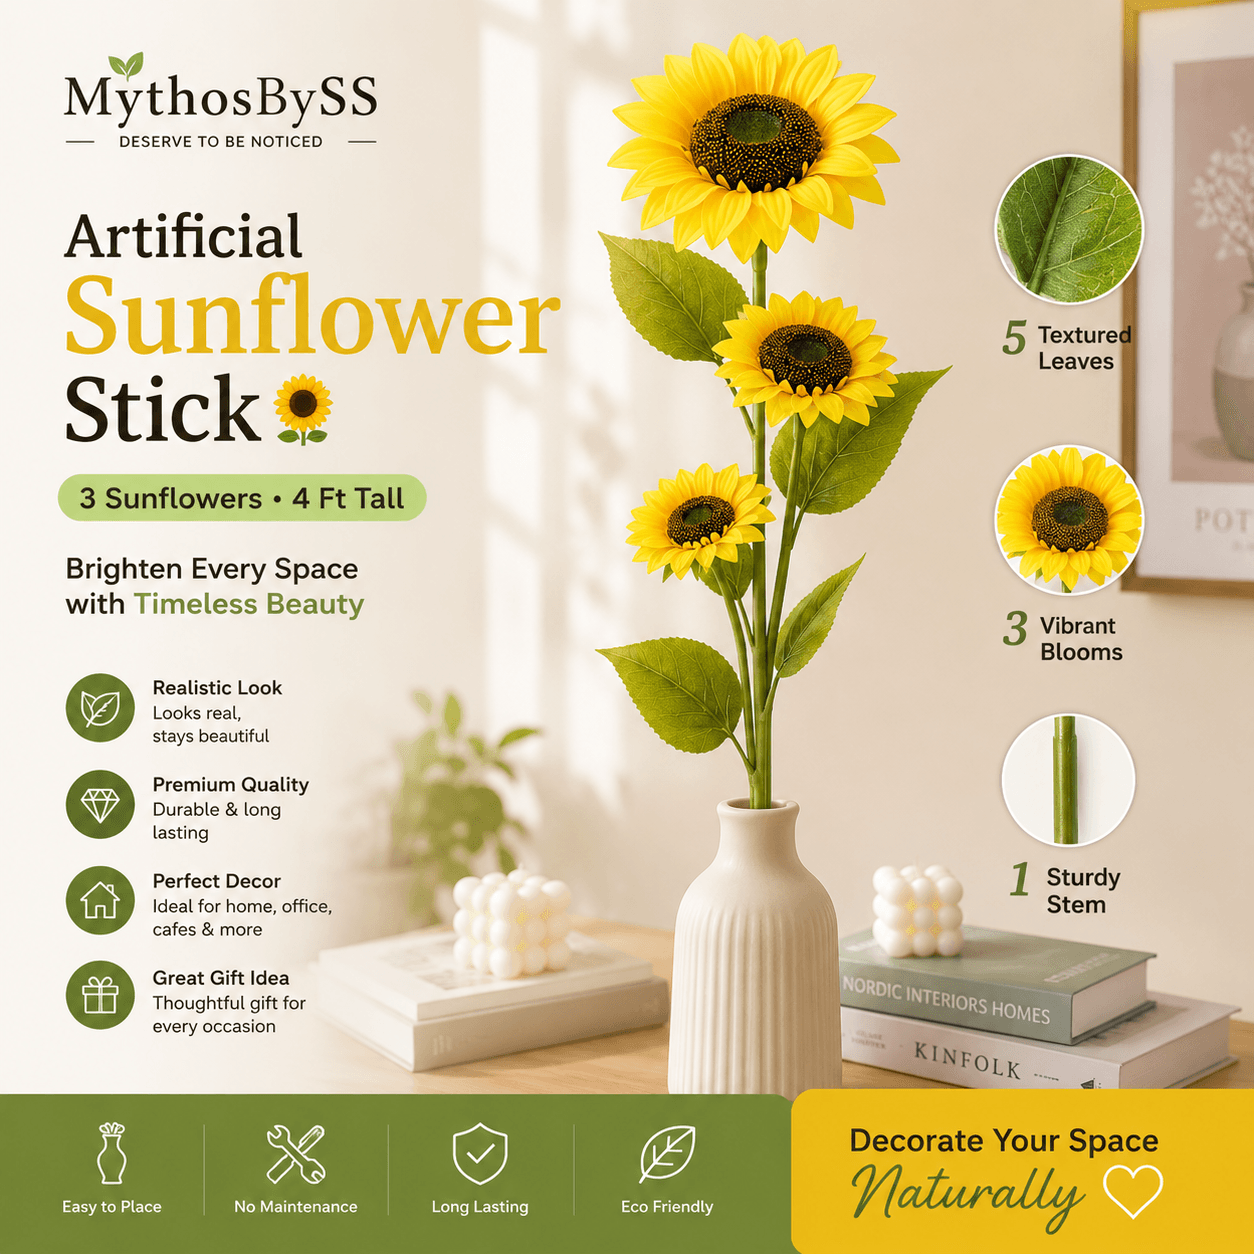 MythosBySS
DESERVE TO BE NOTICED
Artificial
Sunflower
Stick
3 Sunflowers • 4 Ft Tall
Brighten Every Space
with Timeless Beauty
Realistic Look
Looks real,
stays beautiful
Premium Quality
Durable & long
lasting
Perfect Decor
Ideal for home, office,
cafes & more
Great Gift Idea
Thoughtful gift for
every occasion
5 Textured
Leaves
3 Vibrant
Blooms
1 Sturdy
Stem
POT
NORDIC INTERIORS HOMES
KINFOLK
Easy to Place
No Maintenance
Long Lasting
Eco Friendly
Decorate Your Space
Naturally